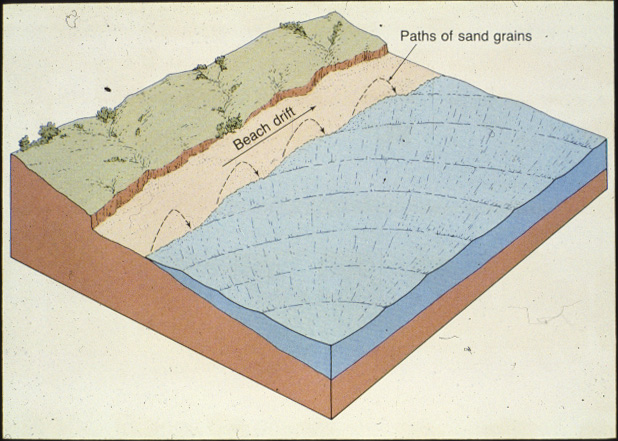 Paths of sand grains
Beach drift